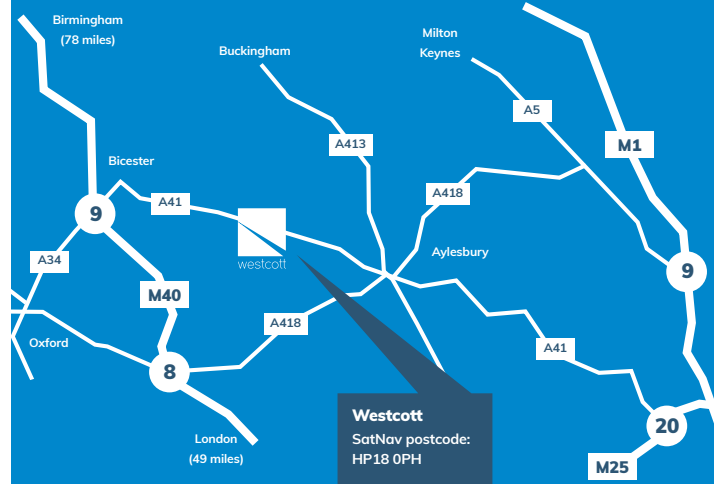 Birmingham
(78 miles)
Buckingham
Milton
Keynes
A5
A413
M1
Bicester
A41
A418
9
westcott
Aylesbury
A34
9
M40
A418
Oxford
A41
8
Westcott
SatNav postcode:
HP18 0PH
London
(49 miles)
20
M25